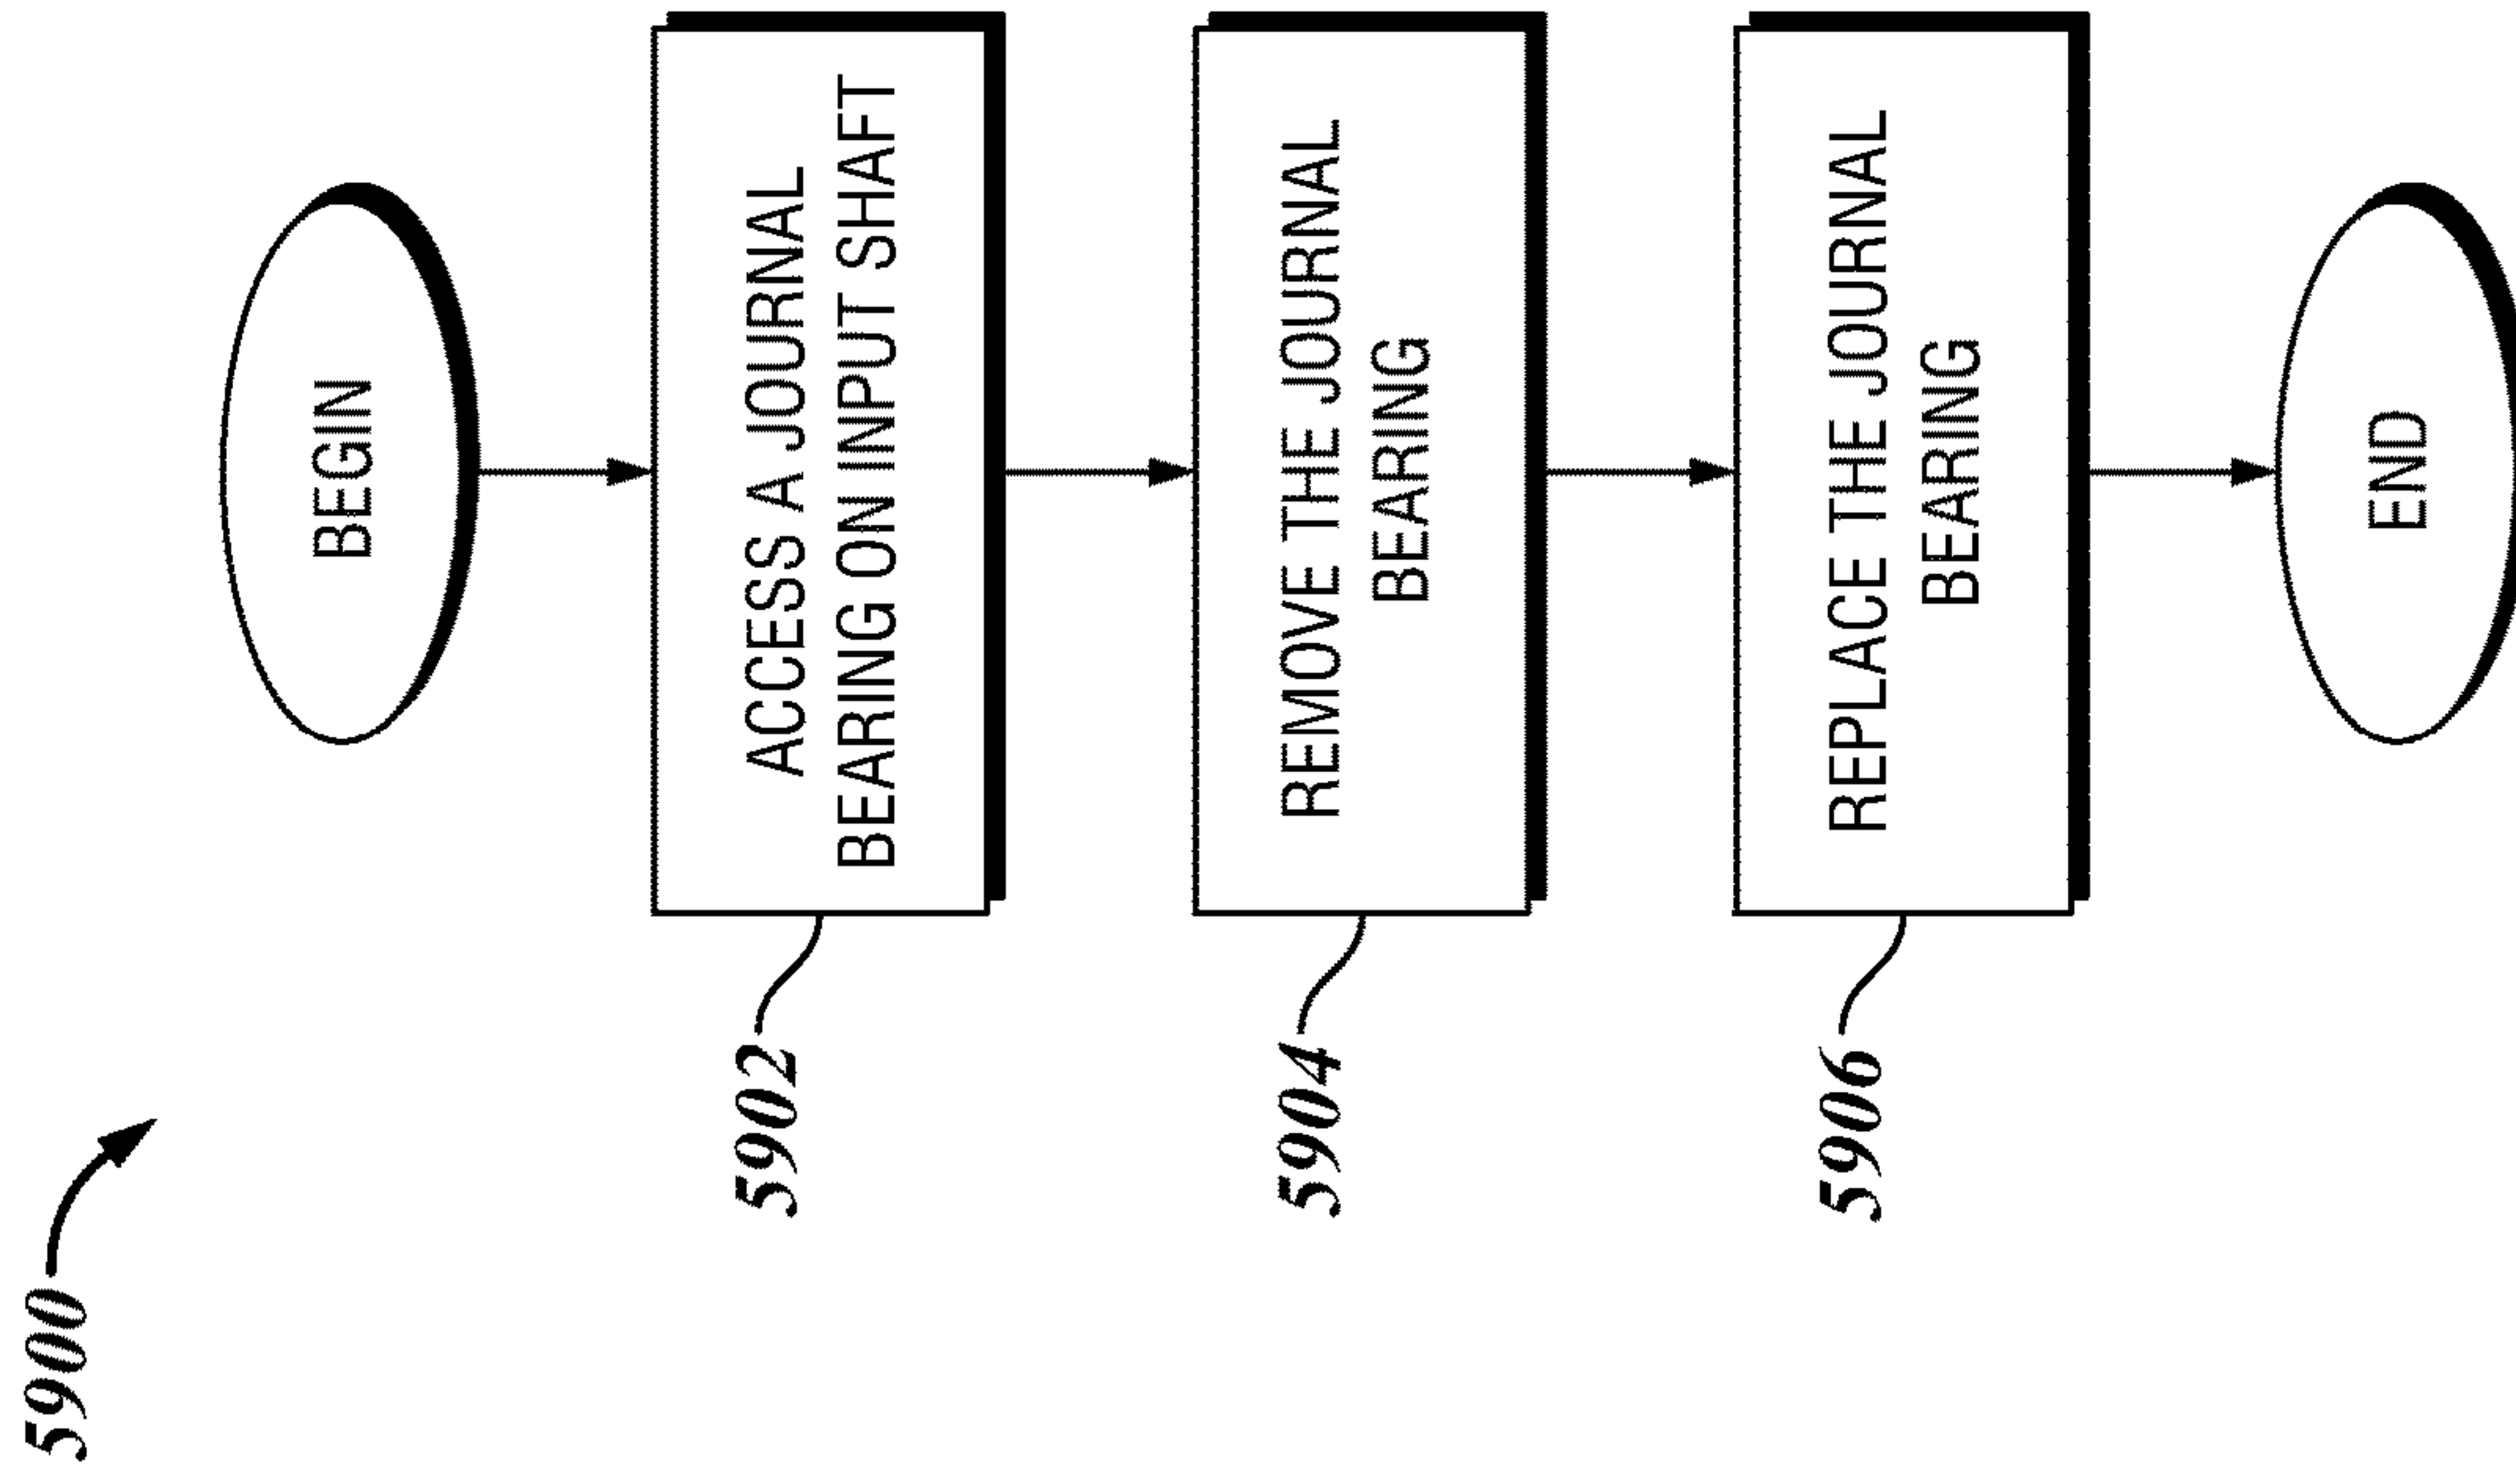 5900
BEGIN
5902
ACCESS A JOURNAL
BEARING ON INPUT SHAFT
5904
REMOVE THE JOURNAL
BEARING
5906
REPLACE THE JOURNAL
BEARING
END